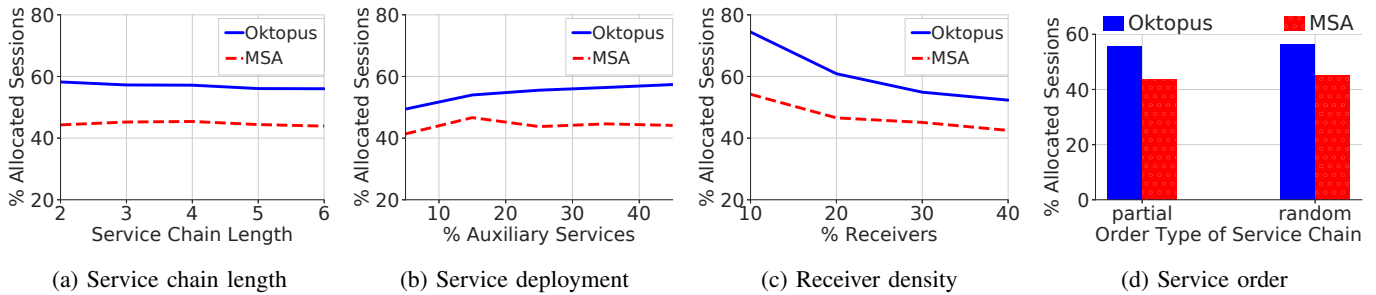 % Allocated Sessions
80
60
40
20
2 3 4 5 6
Service Chain Length
Oktopus
MSA
(a) Service chain length
% Allocated Sessions
80
60
40
20
10 20 30 40
% Auxiliary Services
Oktopus
MSA
(b) Service deployment
% Allocated Sessions
80
60
40
20
10 20 30 40
% Receivers
Oktopus
MSA
(c) Receiver density
Oktopus MSA
% Allocated Sessions
60
40
20
0
partial random
Order Type of Service Chain
(d) Service order